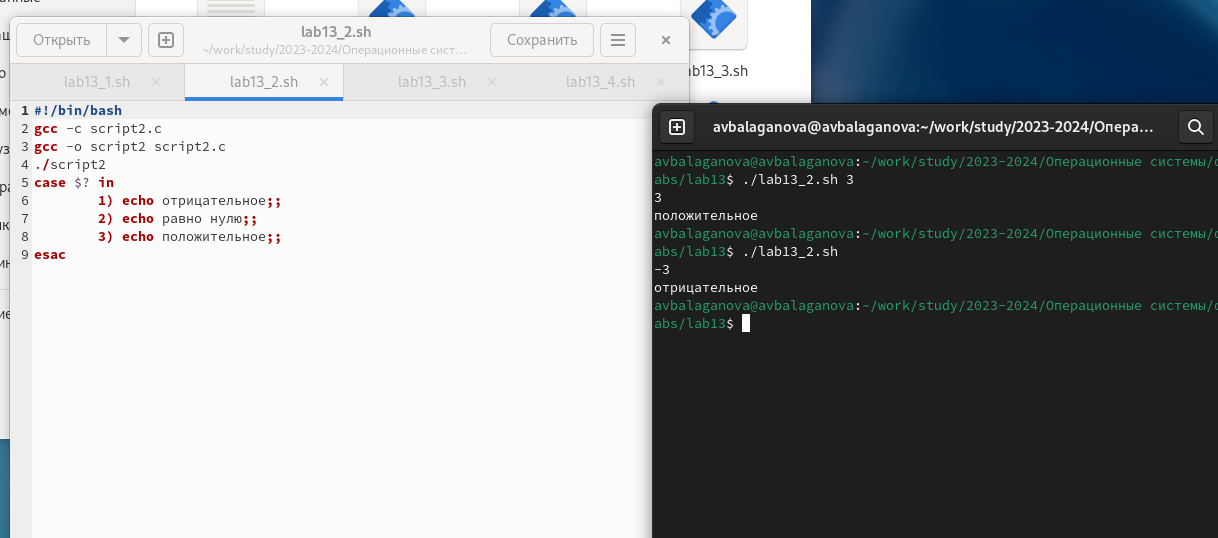 Открыть
lab13_2.sh
~/work/study/2023-2024/Операционные сист…
Сохранить
lab13_1.sh
lab13_2.sh
lab13_3.sh
lab13_4.sh
1 #!/bin/bash
2 gcc -c script2.c
3 gcc -o script2 script2.c
4 ./script2
5 case $? in
6 1) echo отрицательное;;
7 2) echo равно нулю;;
8 3) echo положительное;;
9 esac
ab13_3.sh
avbalaganova@avbalaganova:~/work/study/2023-2024/Опера…
avbalaganova@avbalaganova:~/work/study/2023-2024/Операционные системы/
abs/lab13$ ./lab13_2.sh 3
3
положительное
avbalaganova@avbalaganova:~/work/study/2023-2024/Операционные системы/
abs/lab13$ ./lab13_2.sh
-3
отрицательное
avbalaganova@avbalaganova:~/work/study/2023-2024/Операционные системы/
abs/lab13$